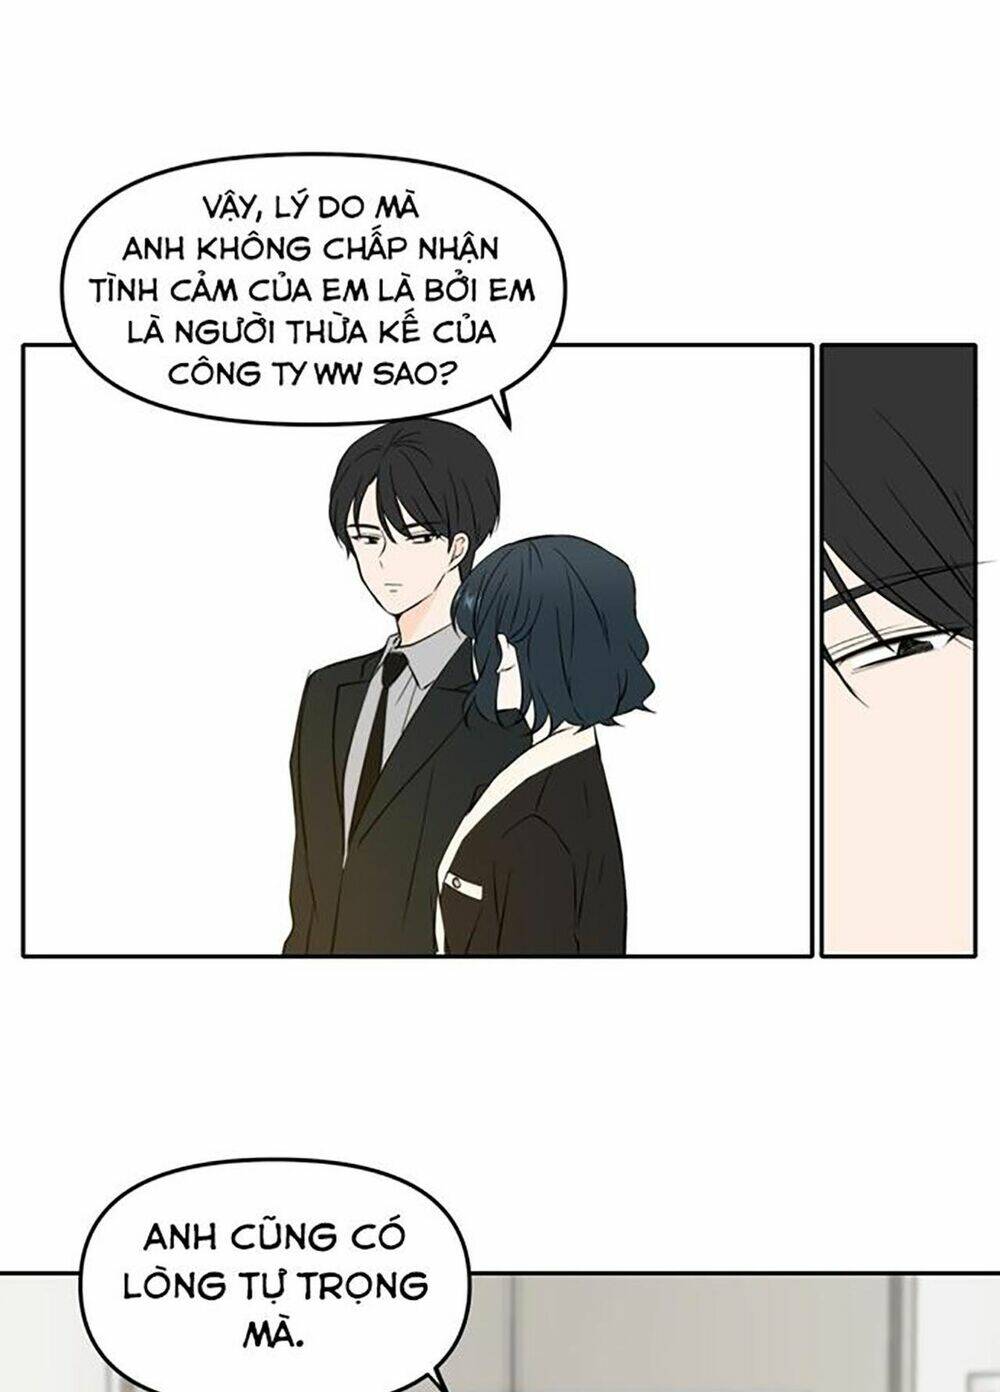 VẬY, LÝ DO MÀ
ANH KHÔNG CHẤP NHẬN
TÌNH CẢM CỦA EM LÀ BỞI EM
LÀ NGƯỜI THỪA KẾ CỦA
CÔNG TY WW SAO?
ANH CŨNG CÓ
LÒNG TỰ TRỌNG
MÀ.